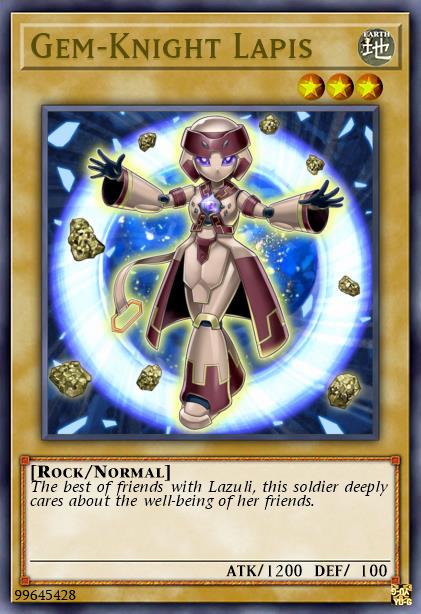 Gem-Knight Lapis
EARTH
地
[Rock/Normal]
The best of friends with Lazuli, this soldier deeply
cares about the well-being of her friends.
ATK/1200 DEF/ 100
99645428